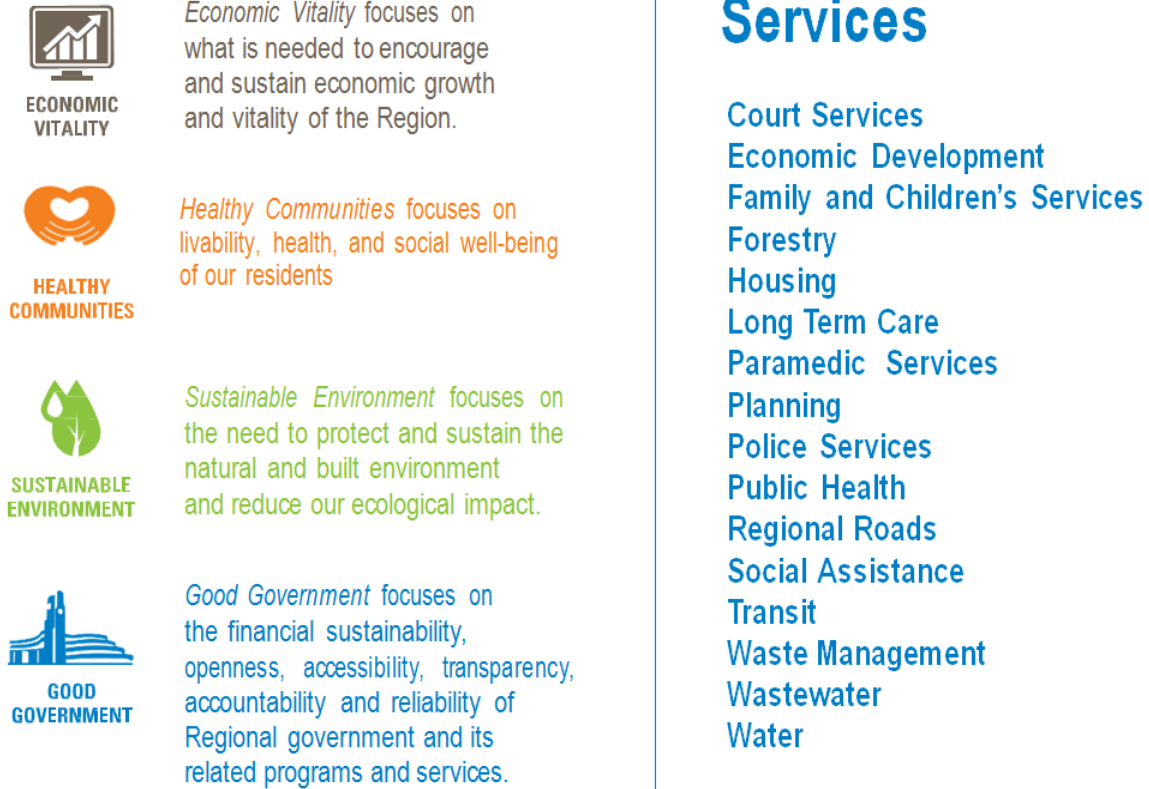 Economic Vitality focuses on
what is needed to encourage
and sustain economic growth
and vitality of the Region.
ECONOMIC
VITALITY
Healthy Communities focuses on
livability, health, and social well-being
of our residents
HEALTHY
COMMUNITIES
Sustainable Environment focuses on
the need to protect and sustain the
natural and built environment
and reduce our ecological impact.
SUSTAINABLE
ENVIRONMENT
Good Government focuses on
the financial sustainability,
openness, accessibility, transparency,
accountability and reliability of
Regional government and its
related programs and services.
GOOD
GOVERNMENT
Services
Court Services
Economic Development
Family and Children's Services
Forestry
Housing
Long Term Care
Paramedic Services
Planning
Police Services
Public Health
Regional Roads
Social Assistance
Transit
Waste Management
Wastewater
Water